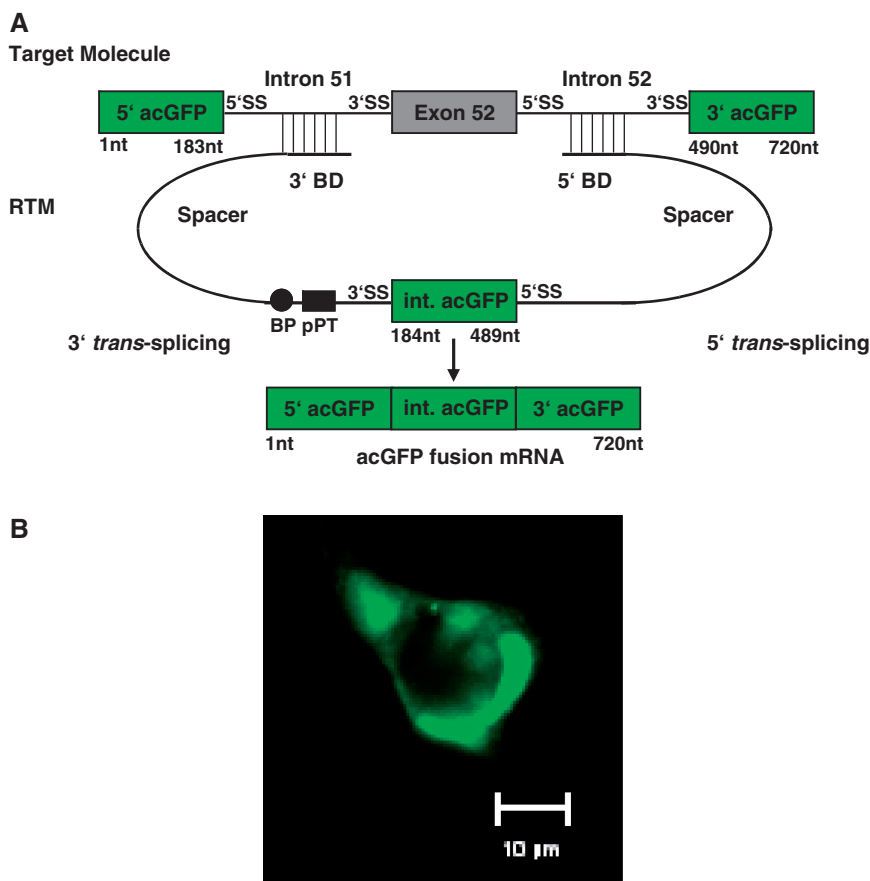 A
Target Molecule
Intron 51 Intron 52
5‘SS 3‘SS 5‘SS 3‘SS
5‘ acGFP Exon 52 3‘ acGFP
1nt 183nt 490nt 720nt
3‘ BD 5‘ BD
RTM Spacer Spacer
3‘SS int. acGFP 5‘SS
BP pPT
184nt 489nt
3‘ trans-splicing 5‘ trans-splicing
5‘ acGFP int. acGFP 3‘ acGFP
1nt 720nt
acGFP fusion mRNA
B
10 µm